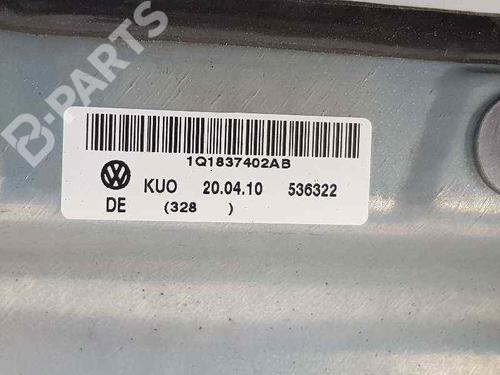 B-PARTS
1Q1837402AB
KUO 20.04.10 536322
DE (328 )